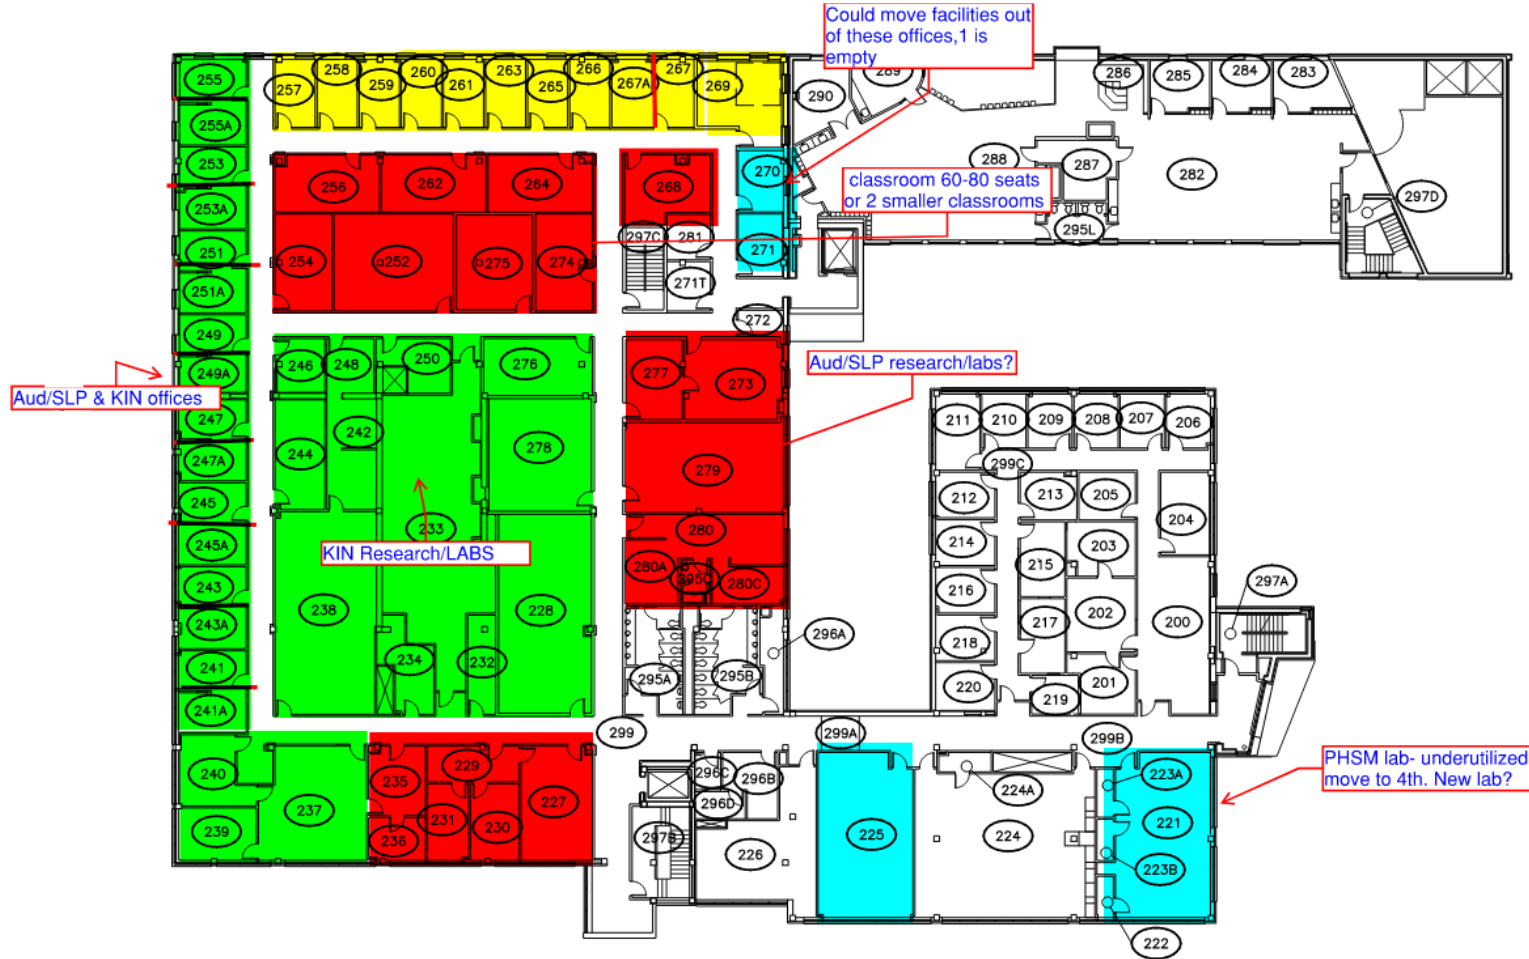 Could move facilities out
of these offices,1 is
empty
255
257
258
259
260
261
263
265
266
267A
267
269
290
289
286
285
284
283
255A
253
256
262
264
268
270
288
287
282
297D
classroom 60-80 seats
or 2 smaller classrooms
253A
251
254
252
275
274
297C
281
271
295L
251A
271T
249
272
249A
246
248
250
276
277
273
Aud/SLP research/labs?
Aud/SLP & KIN offices
247
242
244
278
279
247A
245
233
280
KIN Research/LABS
245A
243
280A
295C
280C
243A
238
228
241
234
232
295A
295B
296A
241A
211
210
209
208
207
206
299C
212
213
205
204
214
203
215
216
202
217
200
297A
218
220
219
201
299
299A
299B
240
235
229
296C
296B
224A
223A
PHSM lab- underutilized
move to 4th. New lab?
237
227
296D
239
236
231
230
297B
226
225
224
221
223B
222